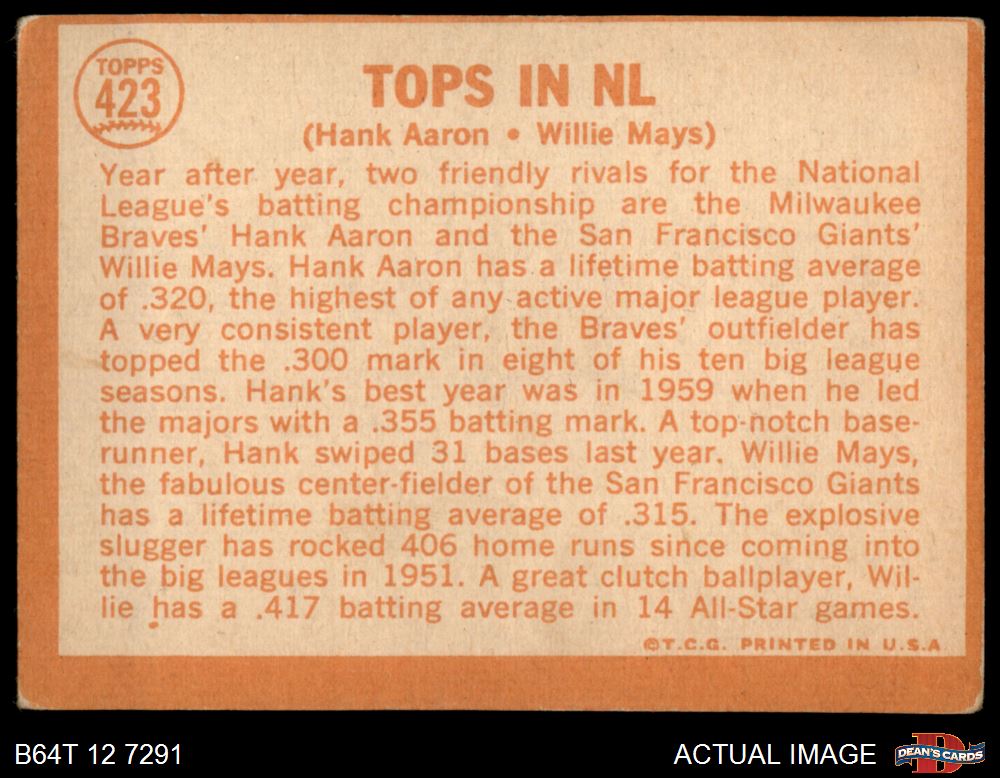 TOPPS
423
TOPS IN NL
(Hank Aaron • Willie Mays)
Year after year, two friendly rivals for the National
League's batting championship are the Milwaukee
Braves' Hank Aaron and the San Francisco Giants'
Willie Mays. Hank Aaron has a lifetime batting average
of .320, the highest of any active major league player.
A very consistent player, the Braves' outfielder has
topped the .300 mark in eight of his ten big league
seasons. Hank's best year was in 1959 when he led
the majors with a .355 batting mark. A top-notch base-
runner, Hank swiped 31 bases last year. Willie Mays,
the fabulous center-fielder of the San Francisco Giants
has a lifetime batting average of .315. The explosive
slugger has rocked 406 home runs since coming into
the big leagues in 1951. A great clutch ballplayer, Wil-
lie has a .417 batting average in 14 All-Star games.
©T.C.G. PRINTED IN U.S.A
B64T 12 7291
ACTUAL IMAGE
DEAN'S CARDS